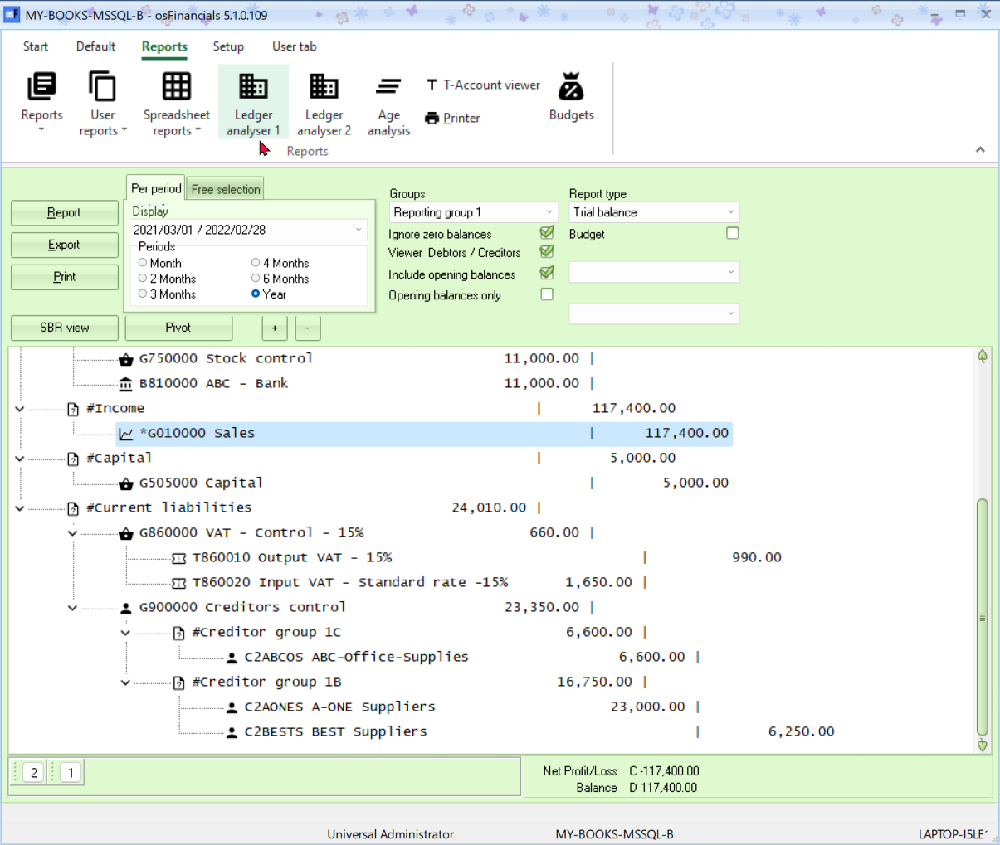 MY-BOOKS-MSSQL-B - osFinancials 5.1.0.109
Start Default Reports Setup User tab
Reports
User reports
Spreadsheet reports
Ledger analyser 1
Ledger analyser 2
Age analysis
T-Account viewer
Printer
Budgets
Reports
Report
Export
Print
SBR view
Per period Free selection
Display
2021/03/01 / 2022/02/28
Periods
Month
2 Months
3 Months
4 Months
6 Months
Year
Pivot
+
-
Groups
Reporting group 1
Ignore zero balances
Viewer Debtors / Creditors
Include opening balances
Opening balances only
Report type
Trial balance
Budget
G750000 Stock control 11,000.00 |
B810000 ABC - Bank 11,000.00 |
#Income | 117,400.00
*G010000 Sales | 117,400.00
#Capital | 5,000.00
G505000 Capital | 5,000.00
#Current liabilities 24,010.00 |
G860000 VAT - Control - 15% 660.00 |
T860010 Output VAT - 15% | 990.00
T860020 Input VAT - Standard rate -15% 1,650.00 |
G900000 Creditors control 23,350.00 |
#Creditor group 1C 6,600.00 |
C2ABCOS ABC-Office-Supplies 6,600.00 |
#Creditor group 1B 16,750.00 |
C2AONES A-ONE Suppliers 23,000.00 |
C2BESTS BEST Suppliers | 6,250.00
2 1
Net Profit/Loss C -117,400.00
Balance D 117,400.00
Universal Administrator MY-BOOKS-MSSQL-B LAPTOP-I5LE